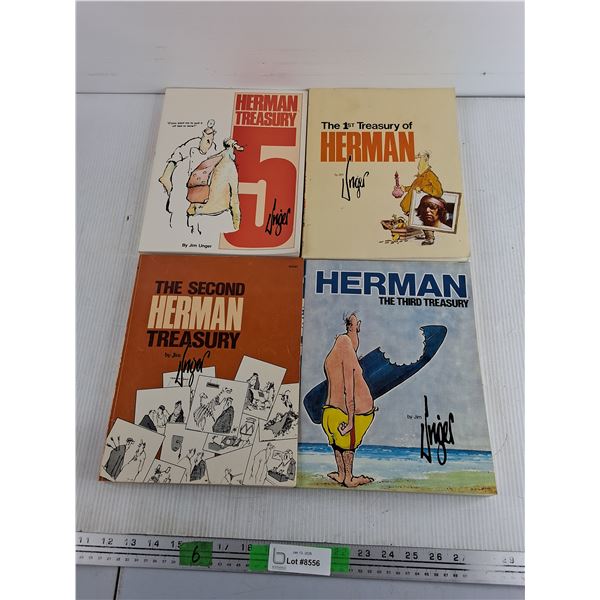 HERMAN
TREASURY
5
Unger
By Jim Unger
The 1ST Treasury of
HERMAN
by Jim
Unger
THE SECOND
HERMAN
TREASURY
by Jim
Unger
HERMAN
THE THIRD TREASURY
by Jim
Unger
6
Lot #8556